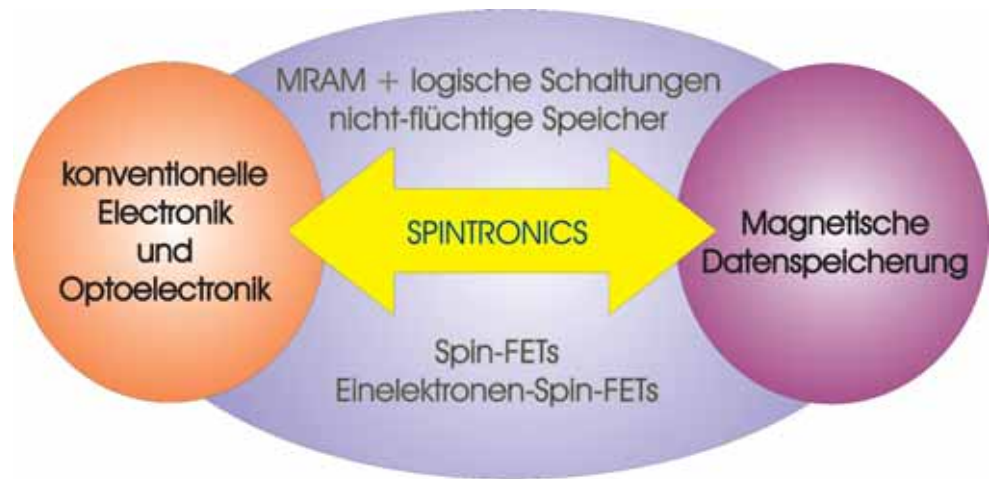 MRAM + logische Schaltungen
nicht-flüchtige Speicher
konventionelle
Electronik
und
Optoelectronik
SPINTRONICS
Magnetische
Datenspeicherung
Spin-FETs
Einelektronen-Spin-FETs